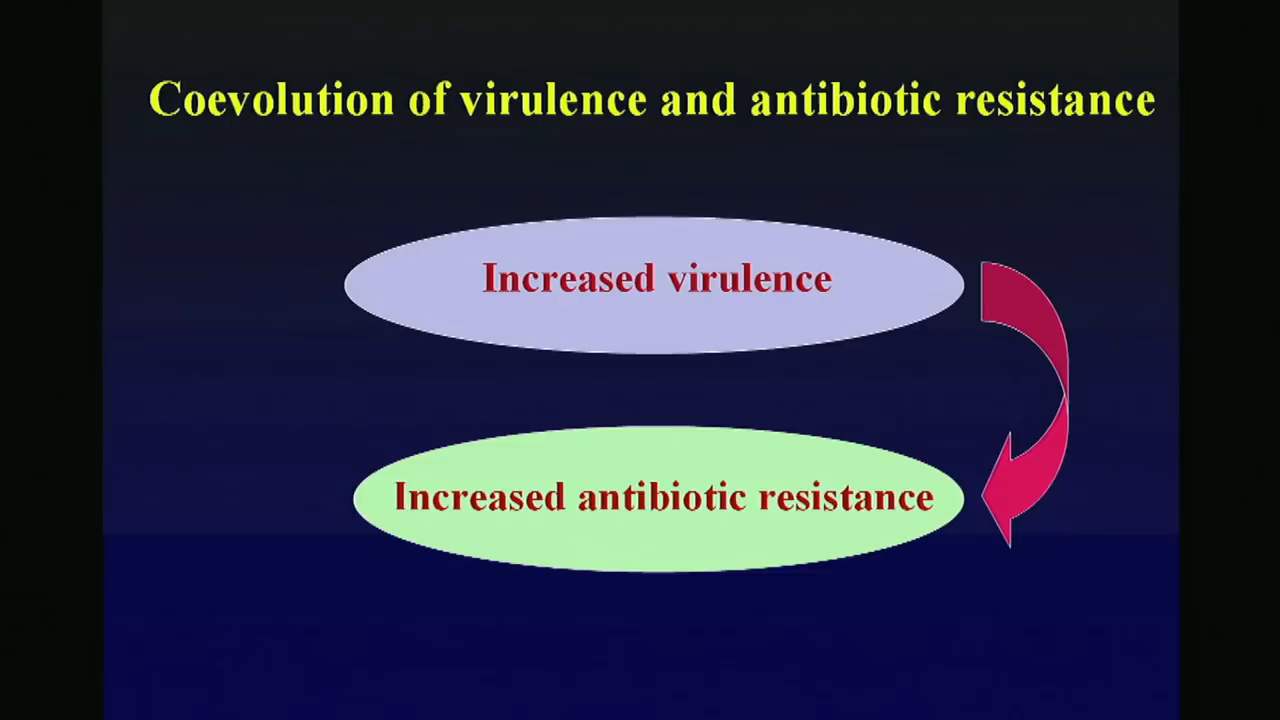 Coevolution of virulence and antibiotic resistance
Increased virulence
Increased antibiotic resistance